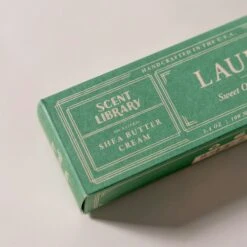 HANDCRAFTED IN THE U.S.A.
SCENT
LIBRARY
SHEA BUTTER
CREAM
LAU
Sweet O